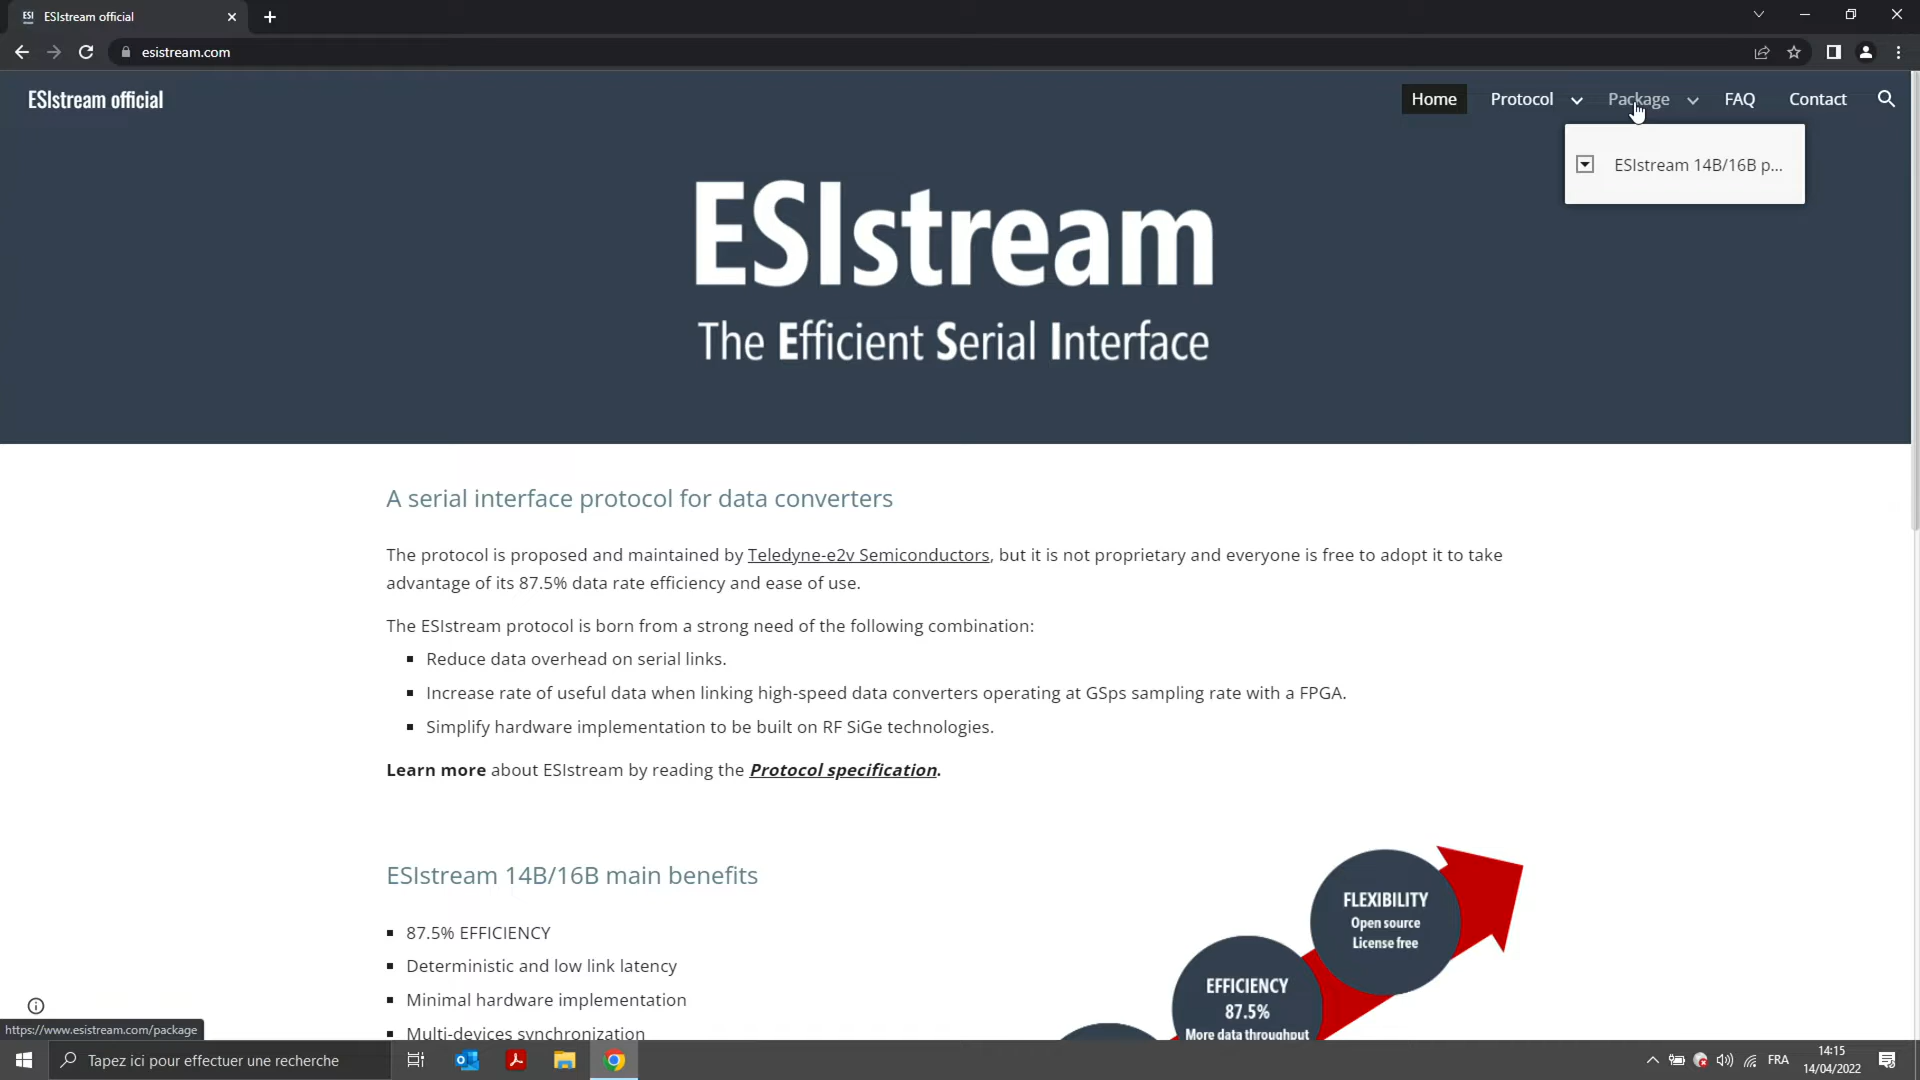 ESI ESIstream official
esistream.com
ESIstream official
Home Protocol Package FAQ Contact
ESIstream 14B/16B p...
ESIstream
The Efficient Serial Interface
A serial interface protocol for data converters
The protocol is proposed and maintained by Teledyne-e2v Semiconductors, but it is not proprietary and everyone is free to adopt it to take
advantage of its 87.5% data rate efficiency and ease of use.
The ESIstream protocol is born from a strong need of the following combination:
Reduce data overhead on serial links.
Increase rate of useful data when linking high-speed data converters operating at GSps sampling rate with a FPGA.
Simplify hardware implementation to be built on RF SiGe technologies.
Learn more about ESIstream by reading the Protocol specification.
ESIstream 14B/16B main benefits
87.5% EFFICIENCY
Deterministic and low link latency
Minimal hardware implementation
Multi-devices synchronization
FLEXIBILITY
Open source
License free
EFFICIENCY
87.5%
More data throughput
https://www.esistream.com/package
Tapez ici pour effectuer une recherche
FRA
14:15
14/04/2022